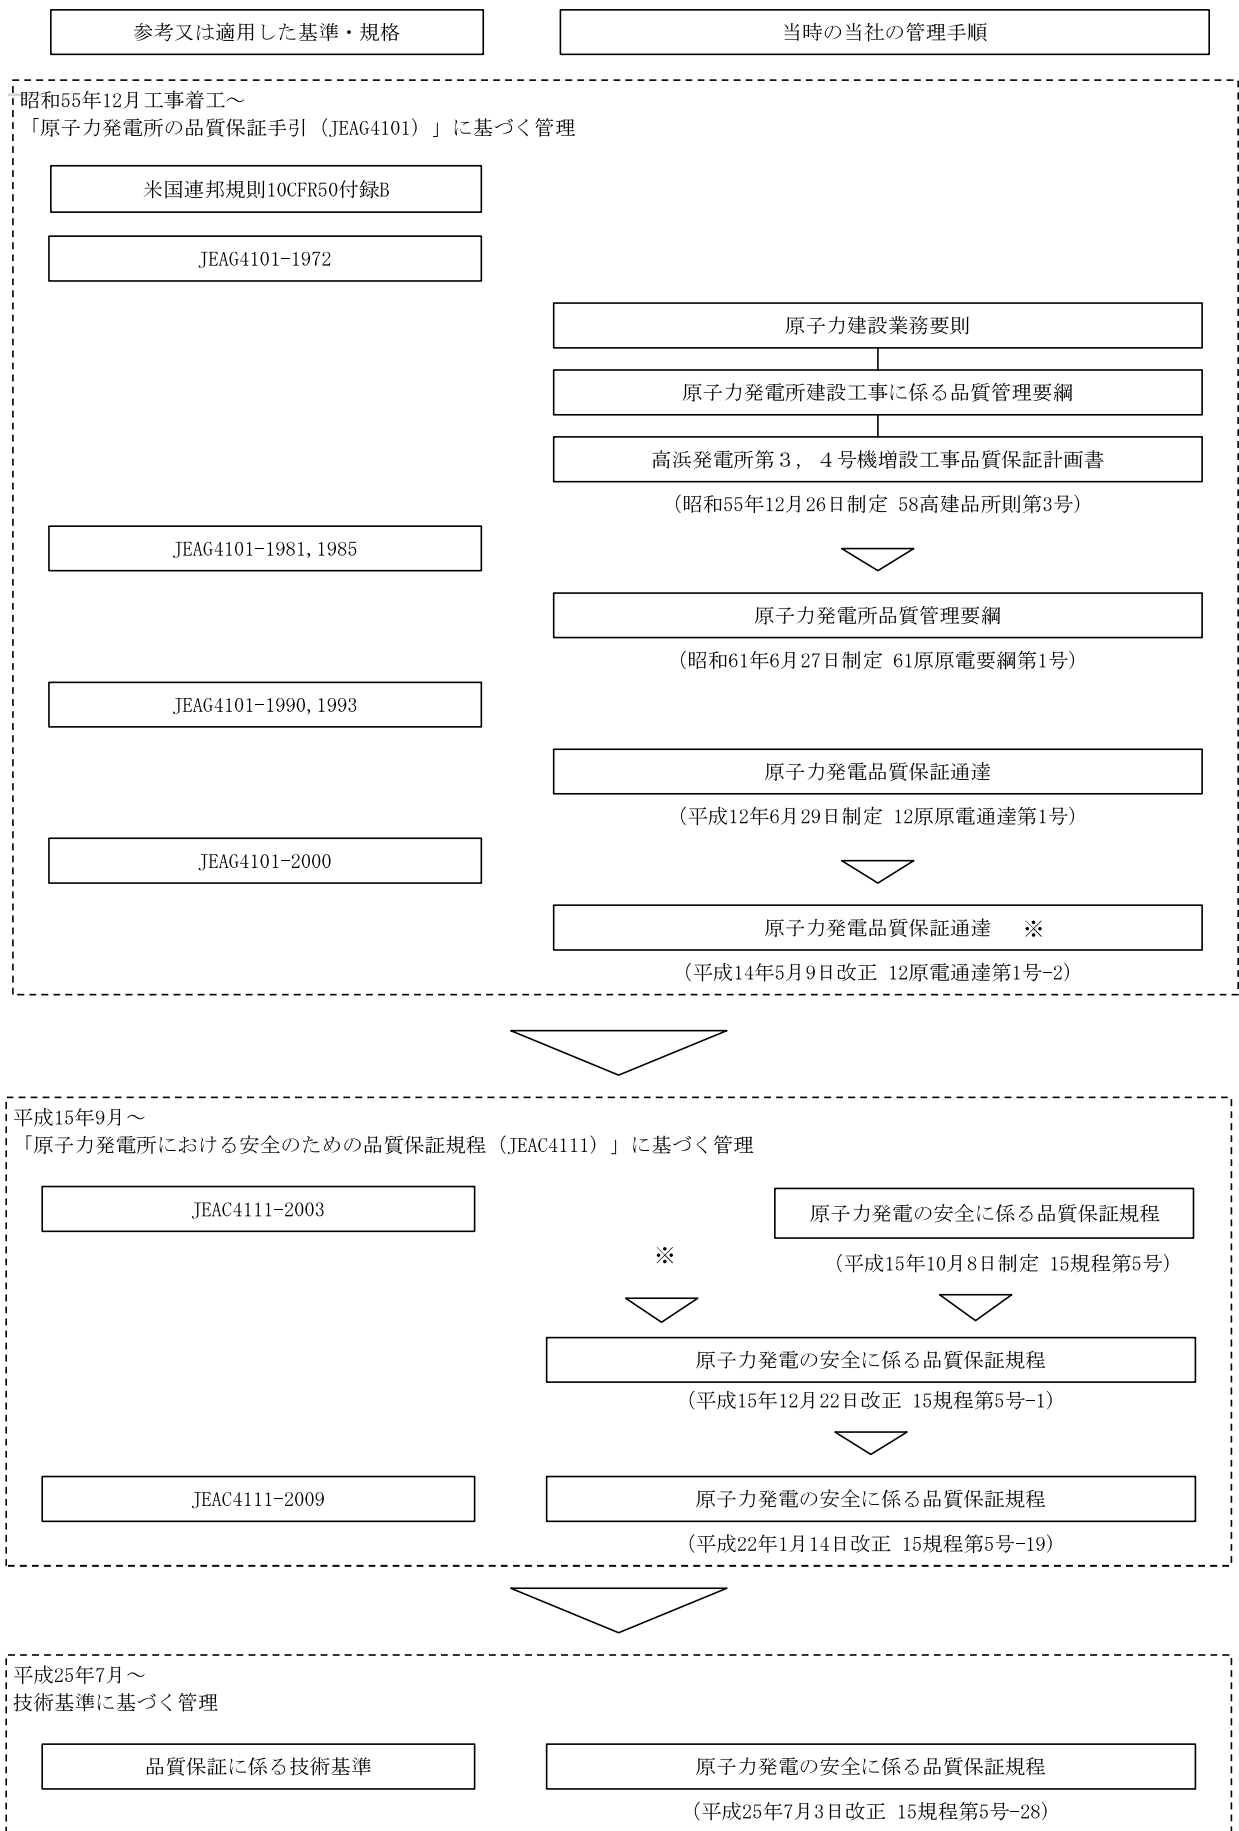 参考又は適用した基準・規格
当時の当社の管理手順
昭和55年12月工事着工～
「原子力発電所の品質保証手引（JEAG4101）」に基づく管理
米国連邦規則10CFR50付録B
JEAG4101-1972
原子力建設業務要則
原子力発電所建設工事に係る品質管理要綱
高浜発電所第３，４号機増設工事品質保証計画書
（昭和55年12月26日制定 58高建品所則第3号）
JEAG4101-1981,1985
原子力発電所品質管理要綱
（昭和61年6月27日制定 61原原電要綱第1号）
JEAG4101-1990,1993
原子力発電品質保証通達
（平成12年6月29日制定 12原原電通達第1号）
JEAG4101-2000
原子力発電品質保証通達 ※
（平成14年5月9日改正 12原電通達第1号-2）
平成15年9月～
「原子力発電所における安全のための品質保証規程（JEAC4111）」に基づく管理
JEAC4111-2003
原子力発電の安全に係る品質保証規程
※
（平成15年10月8日制定 15規程第5号）
原子力発電の安全に係る品質保証規程
（平成15年12月22日改正 15規程第5号-1）
JEAC4111-2009
原子力発電の安全に係る品質保証規程
（平成22年1月14日改正 15規程第5号-19）
平成25年7月～
技術基準に基づく管理
品質保証に係る技術基準
原子力発電の安全に係る品質保証規程
（平成25年7月3日改正 15規程第5号-28）